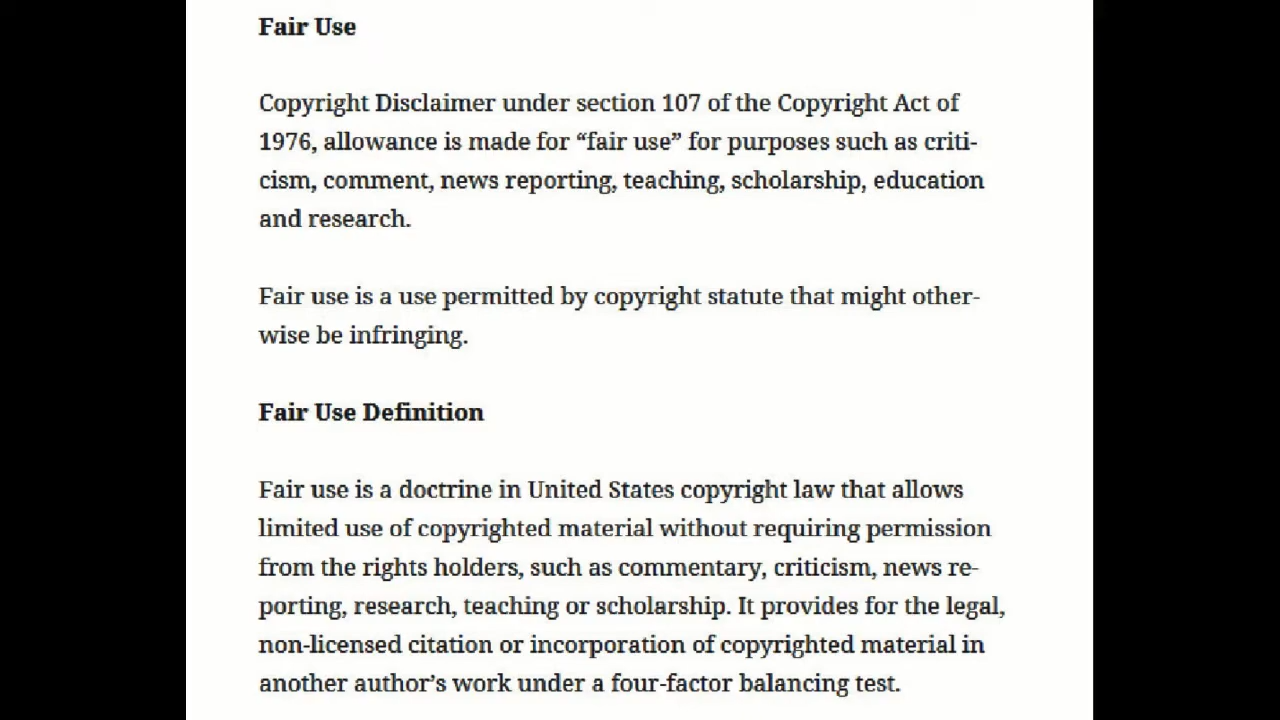 Fair Use
Copyright Disclaimer under section 107 of the Copyright Act of
1976, allowance is made for “fair use” for purposes such as criti-
cism, comment, news reporting, teaching, scholarship, education
and research.
Fair use is a use permitted by copyright statute that might other-
wise be infringing.
Fair Use Definition
Fair use is a doctrine in United States copyright law that allows
limited use of copyrighted material without requiring permission
from the rights holders, such as commentary, criticism, news re-
porting, research, teaching or scholarship. It provides for the legal,
non-licensed citation or incorporation of copyrighted material in
another author’s work under a four-factor balancing test.